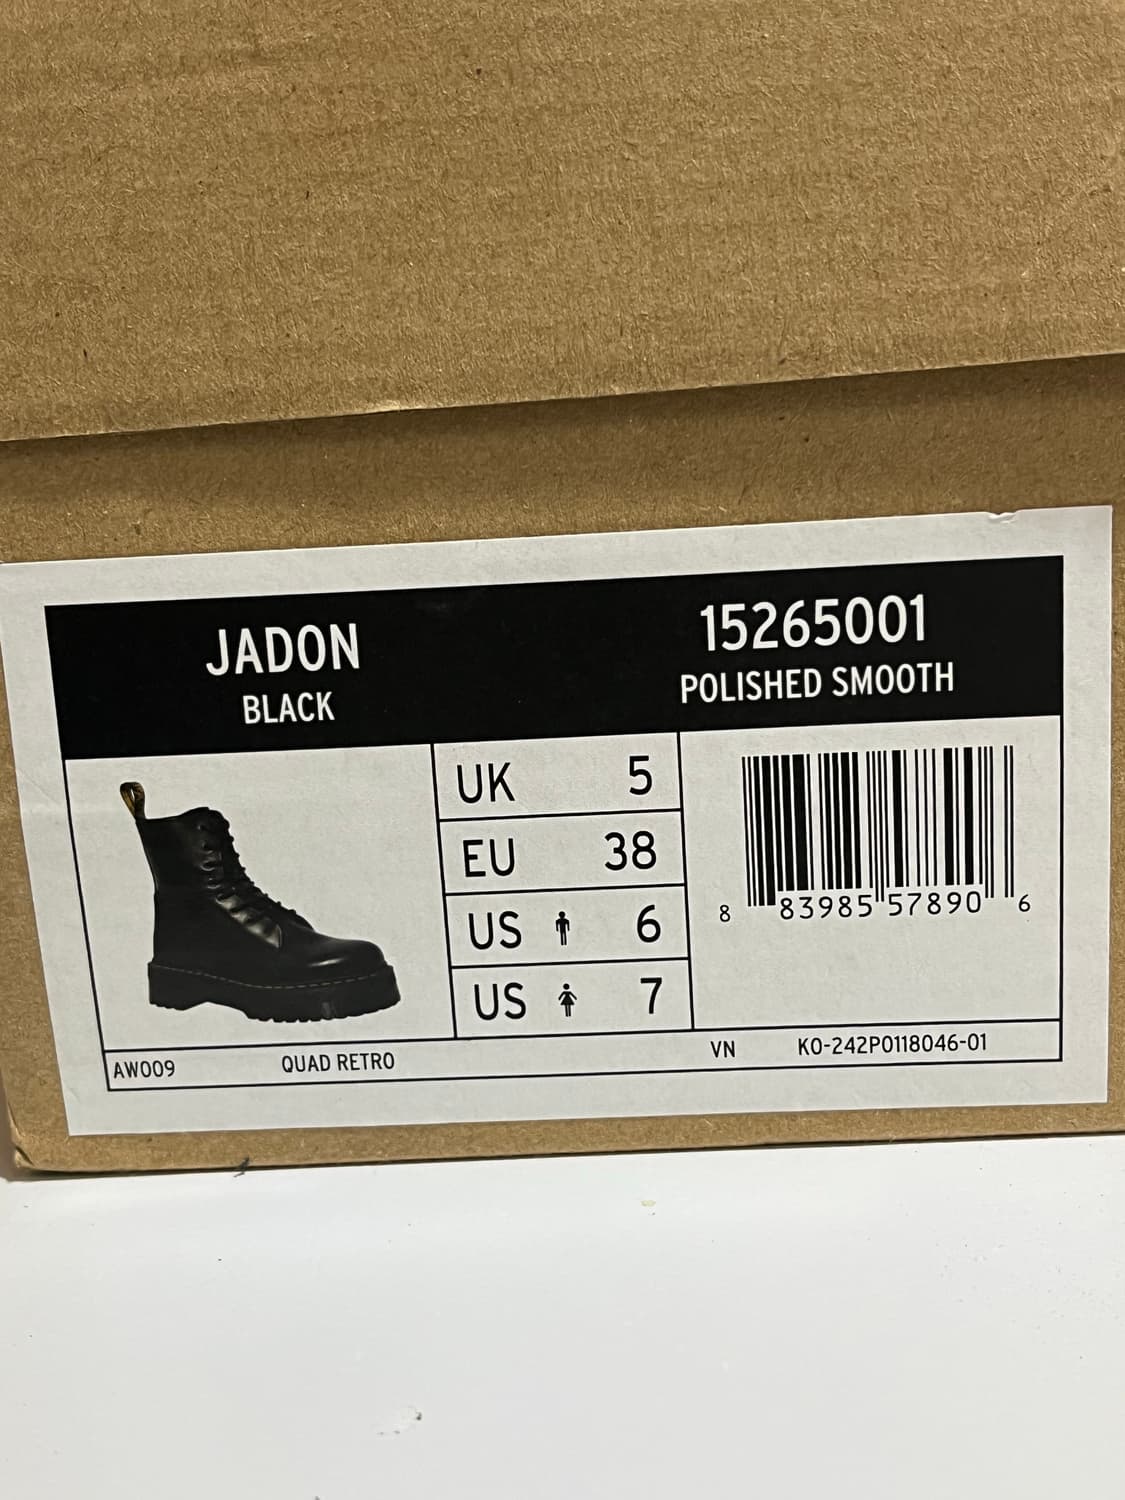 JADON
BLACK
15265001
POLISHED SMOOTH
UK 5
EU 38
US 6
US 7
8 83985 57890 6
AW009 QUAD RETRO VN KO-242P0118046-01